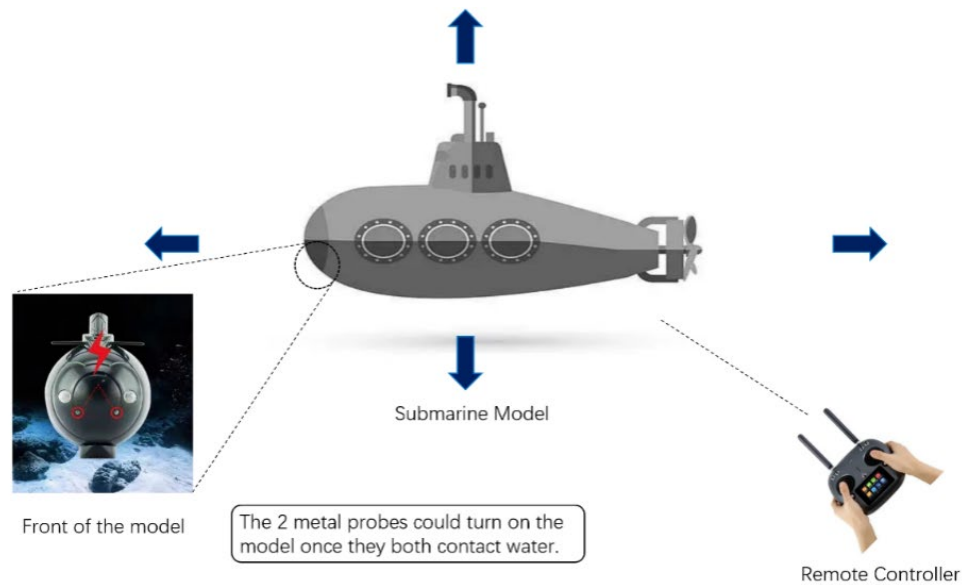 Submarine Model
Front of the model
The 2 metal probes could turn on the
model once they both contact water.
Remote Controller